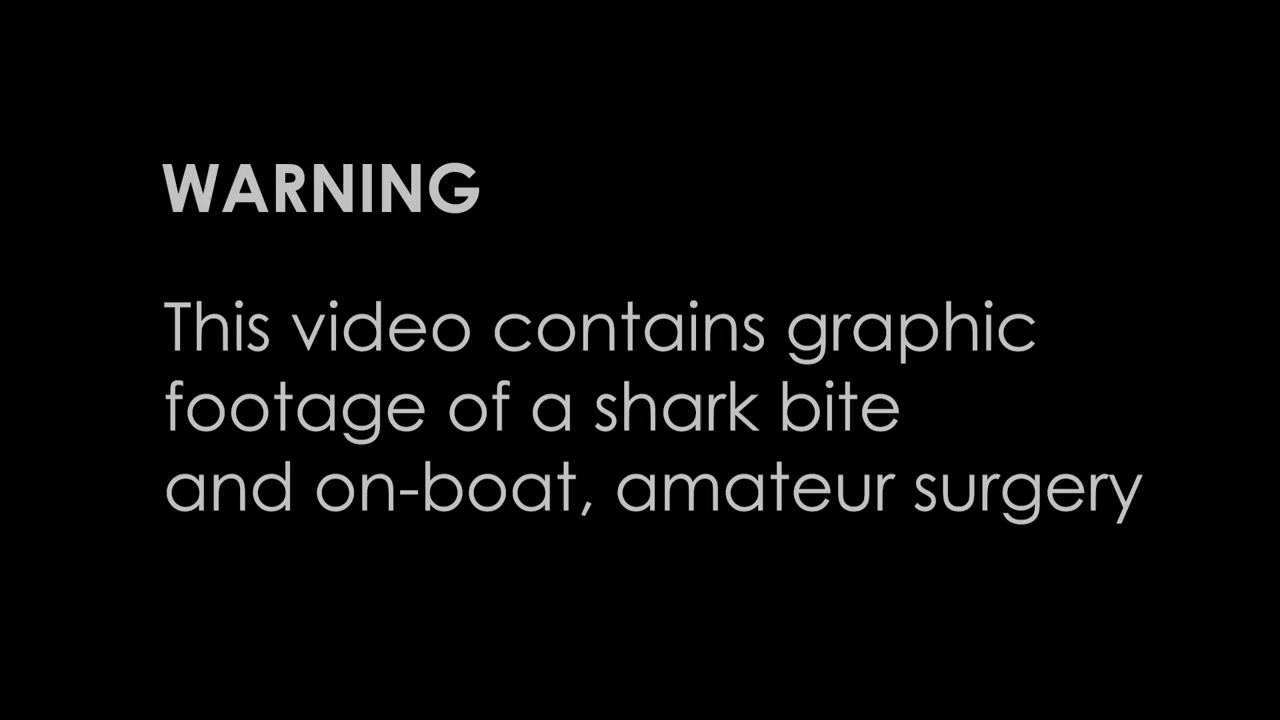 WARNING
This video contains graphic
footage of a shark bite
and on-boat, amateur surgery